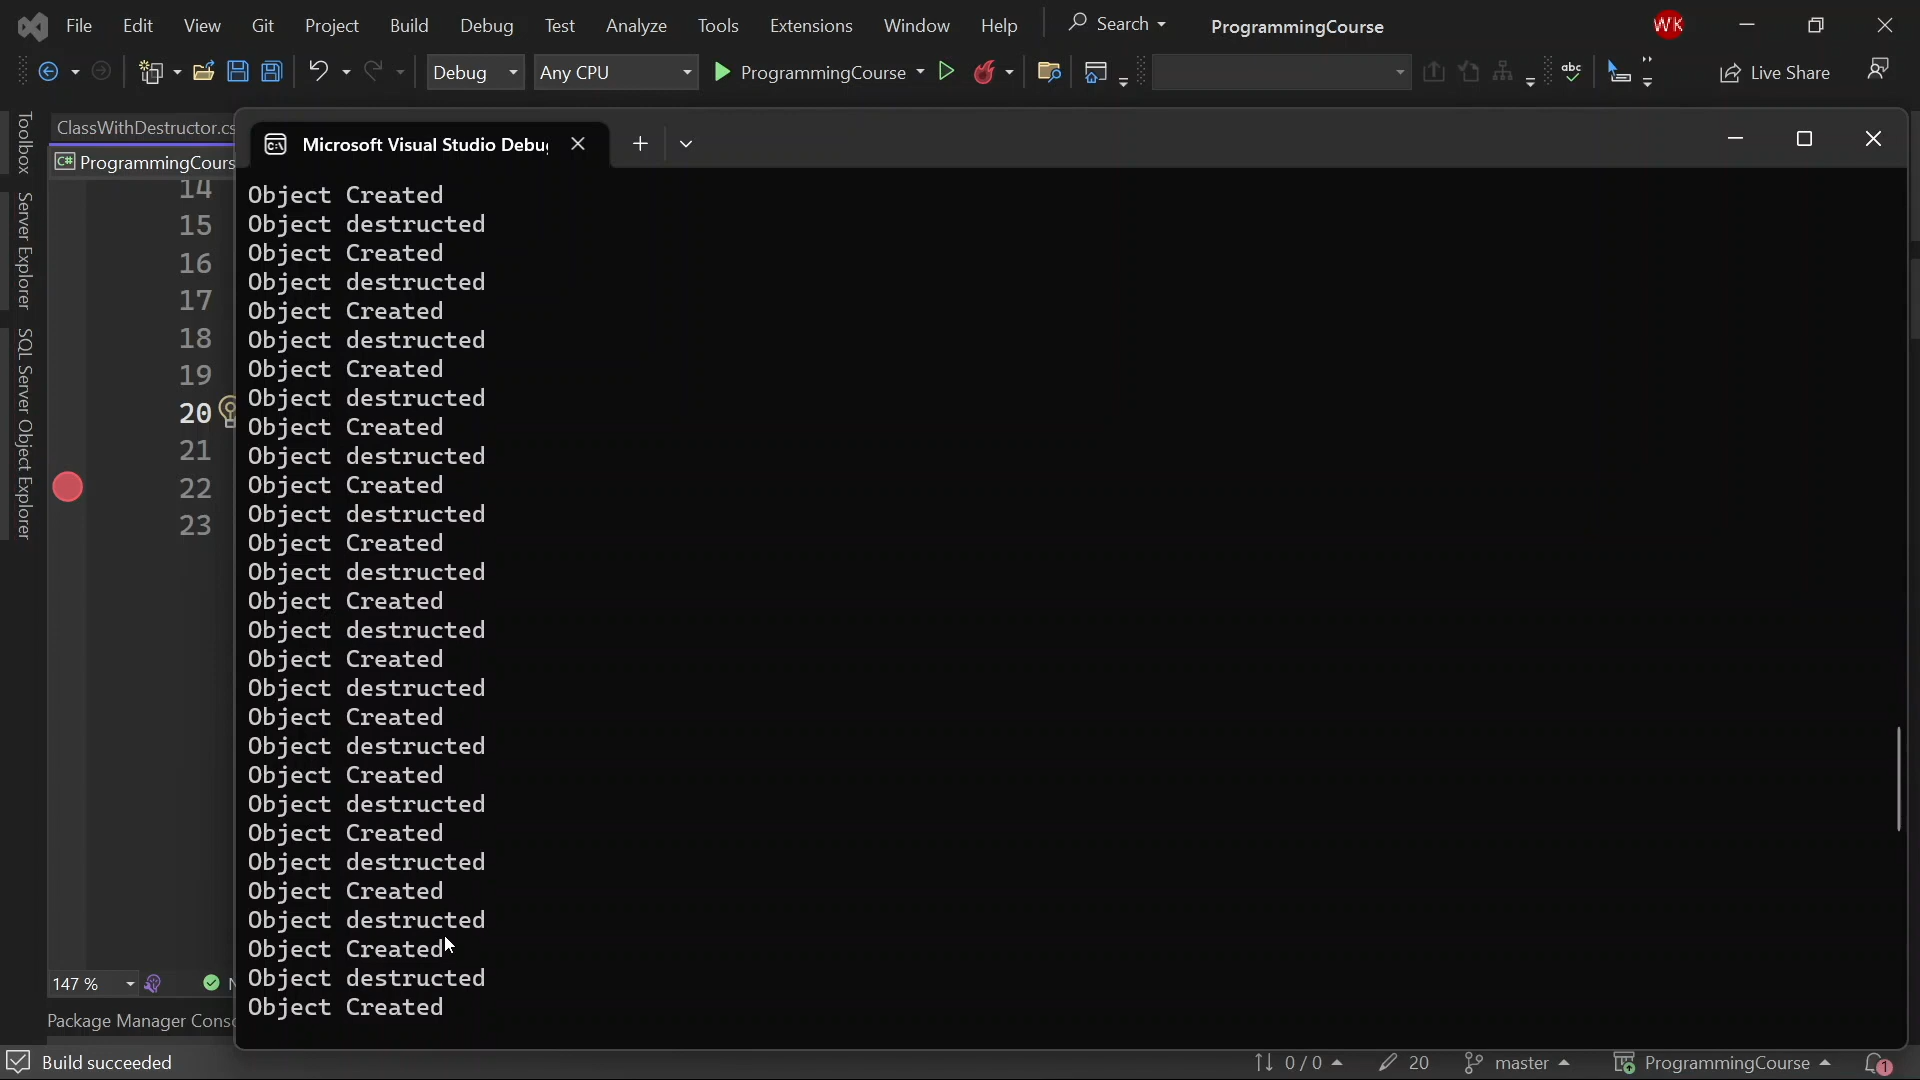 File Edit View Git Project Build Debug Test Analyze Tools Extensions Window Help Search ProgrammingCourse WK
Debug Any CPU ProgrammingCourse abc Live Share
Toolbox
Server Explorer
SQL Server Object Explorer
ClassWithDestructor.cs
C# ProgrammingCours
14
15
16
17
18
19
20
21
22
23
147 %
Package Manager Conso
C:\ Microsoft Visual Studio Debu
Object Created
Object destructed
Object Created
Object destructed
Object Created
Object destructed
Object Created
Object destructed
Object Created
Object destructed
Object Created
Object destructed
Object Created
Object destructed
Object Created
Object destructed
Object Created
Object destructed
Object Created
Object destructed
Object Created
Object destructed
Object Created
Object destructed
Object Created
Object destructed
Object Created
Object destructed
Object Created
Build succeeded 0 / 0 20 master ProgrammingCourse 1